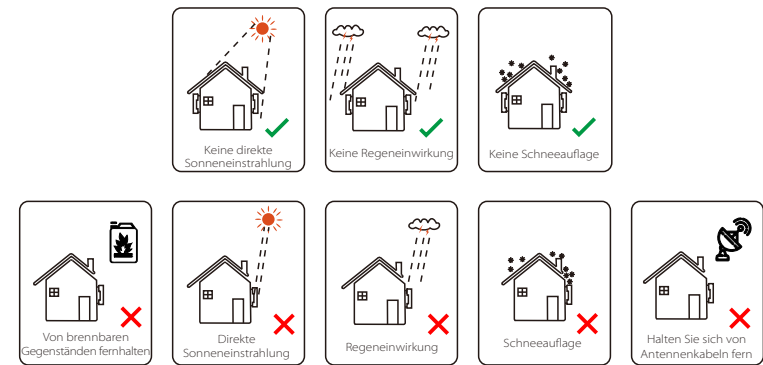 Keine direkte
Sonneneinstrahlung
Keine Regeneinwirkung
Keine Schneeauflage
Von brennbaren
Gegenständen fernhalten
Direkte
Sonneneinstrahlung
Regeneinwirkung
Schneeauflage
Halten Sie sich von
Antennenkabeln fern